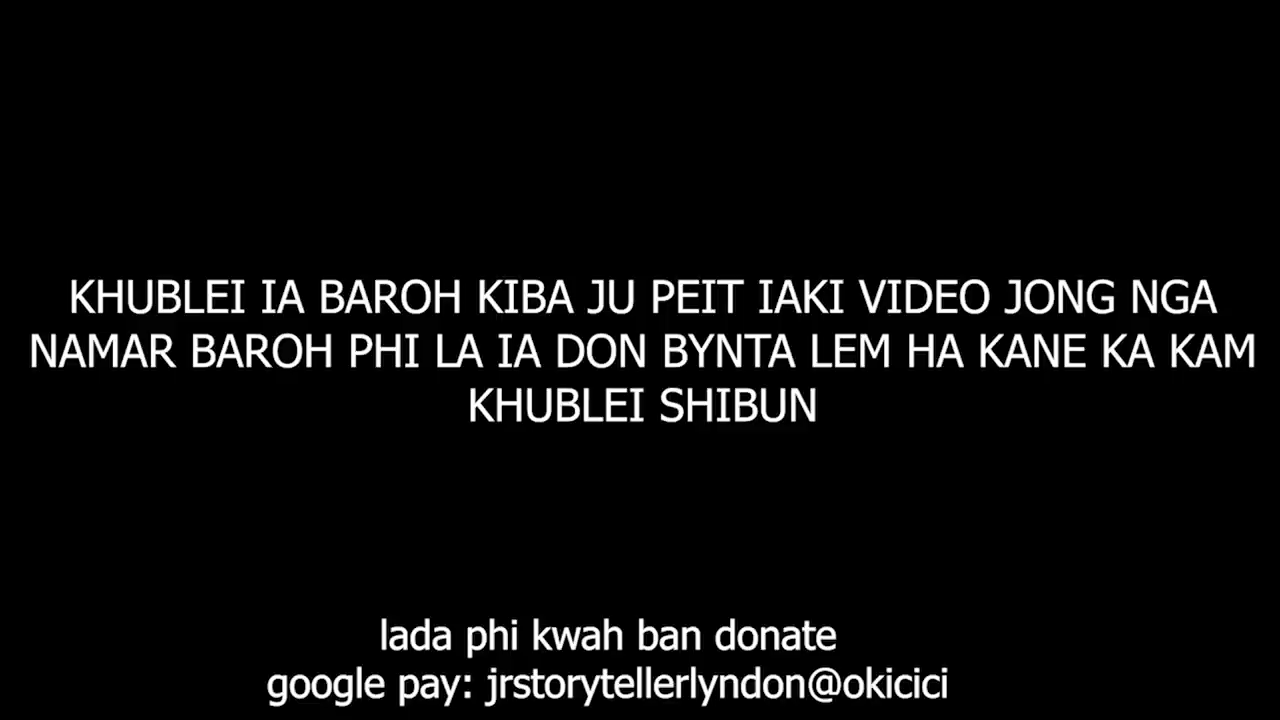 KHUBLEI IA BAROH KIBA JU PEIT IAKI VIDEO JONG NGA
NAMAR BAROH PHI LA IA DON BYNTA LEM HA KANE KA KAM
KHUBLEI SHIBUN
lada phi kwah ban donate
google pay: jrstorytellerlyndon@okicici